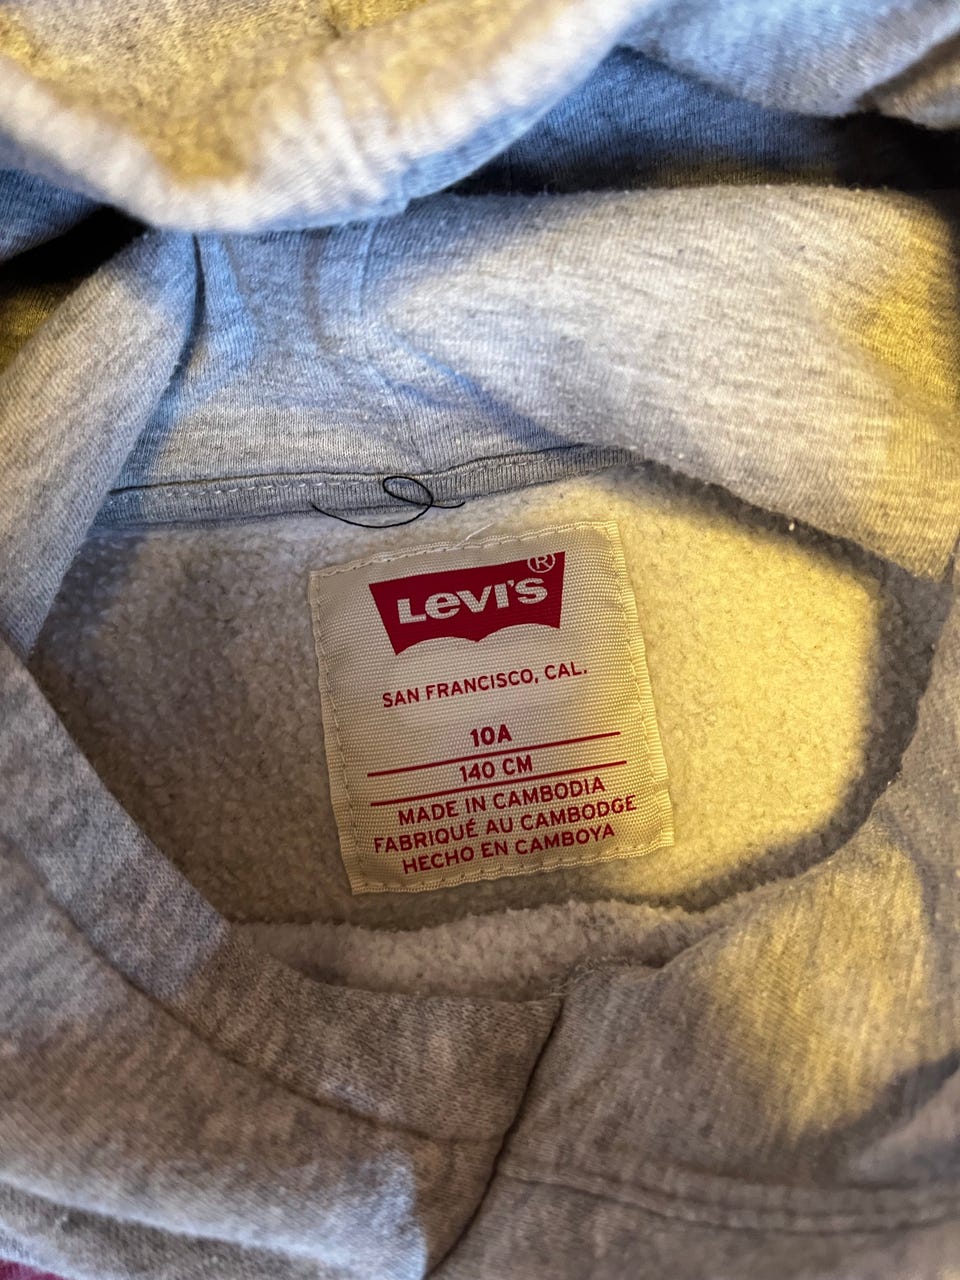 Levi's®
SAN FRANCISCO, CAL.
10A
140 CM
MADE IN CAMBODIA
FABRIQUÉ AU CAMBODGE
HECHO EN CAMBOYA